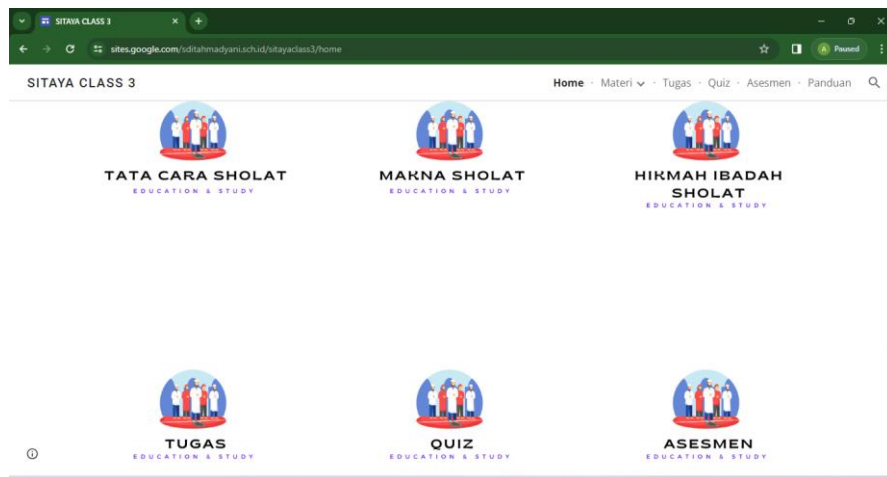 SITAYA CLASS 3
sites.google.com/sditahmadyani.sch.id/sitayaclass3/home
A Paused
SITAYA CLASS 3
Home · Materi · Tugas · Quiz · Asesmen · Panduan
TATA CARA SHOLAT
EDUCATION & STUDY
MAKNA SHOLAT
EDUCATION & STUDY
HIKMAH IBADAH
SHOLAT
EDUCATION & STUDY
TUGAS
EDUCATION & STUDY
QUIZ
EDUCATION & STUDY
ASESMEN
EDUCATION & STUDY